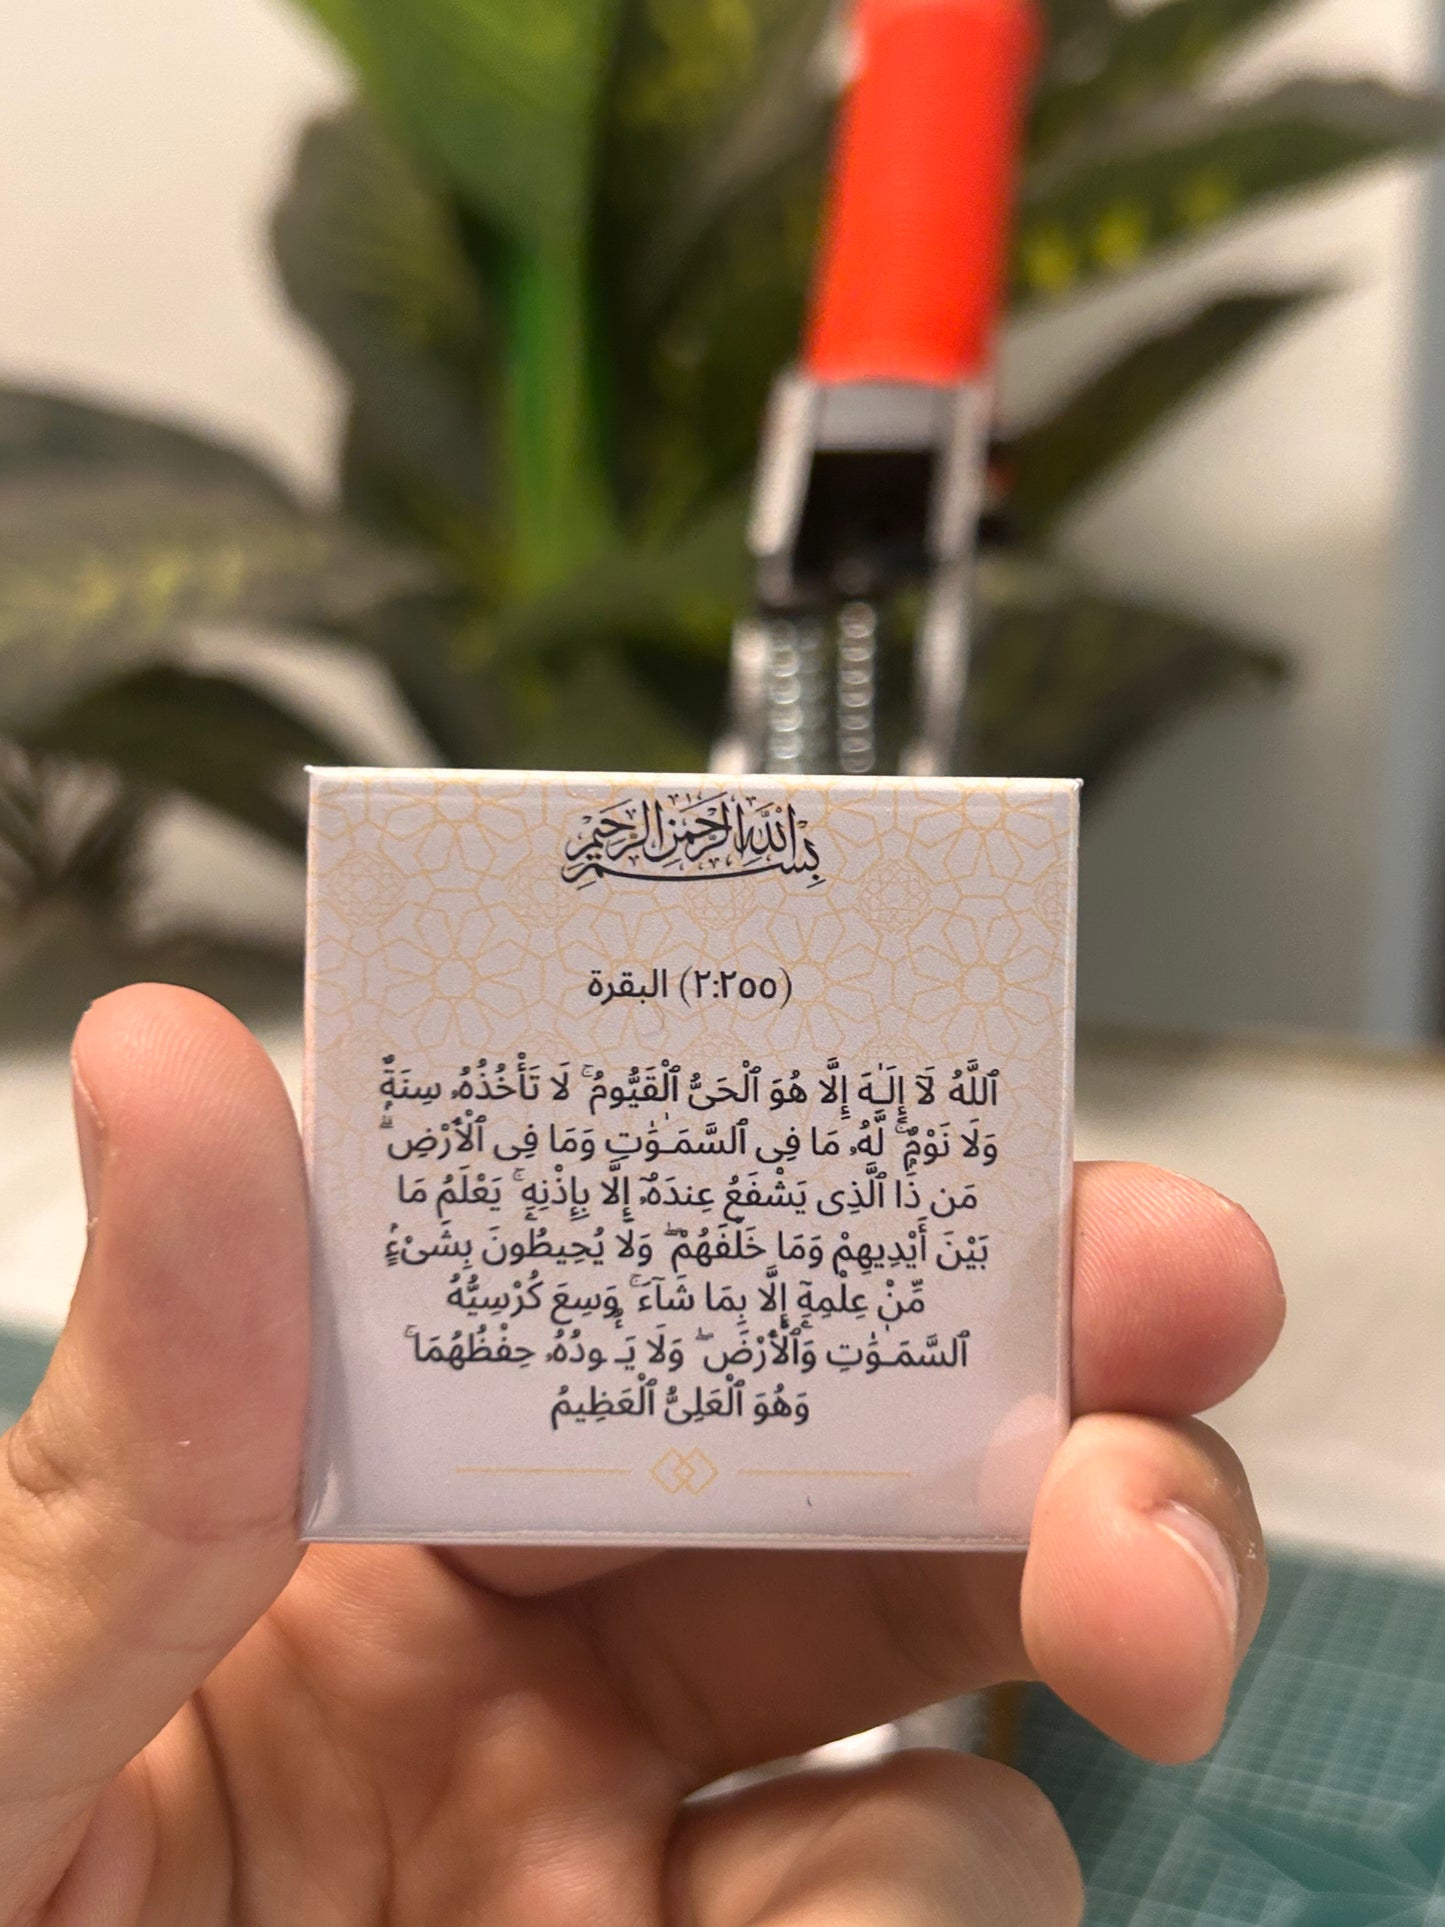 بسم الله الرحمن الرحيم
(٢:٢٥٥) البقرة
ٱللَّهُ لَآ إِلَـٰهَ إِلَّا هُوَ ٱلْحَىُّ ٱلْقَيُّومُ ۚ لَا تَأْخُذُهُۥ سِنَةٌۭ
وَلَا نَوْمٌۭ ۚ لَّهُۥ مَا فِى ٱلسَّمَـٰوَٰتِ وَمَا فِى ٱلْأَرْضِ ۗ
مَن ذَا ٱلَّذِى يَشْفَعُ عِندَهُۥٓ إِلَّا بِإِذْنِهِۦ ۚ يَعْلَمُ مَا
بَيْنَ أَيْدِيهِمْ وَمَا خَلْفَهُمْ ۖ وَلَا يُحِيطُونَ بِشَىْءٍۢ
مِّنْ عِلْمِهِۦٓ إِلَّا بِمَا شَآءَ ۚ وَسِعَ كُرْسِيُّهُ
ٱلسَّمَـٰوَٰتِ وَٱلْأَرْضَ ۖ وَلَا يَـُٔودُهُۥ حِفْظُهُمَا ۚ
وَهُوَ ٱلْعَلِىُّ ٱلْعَظِيمُ